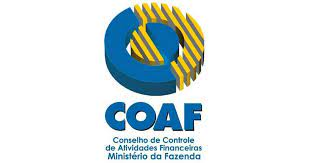 COAF
Conselho de Controle
de Atividades Financeiras
Ministério da Fazenda